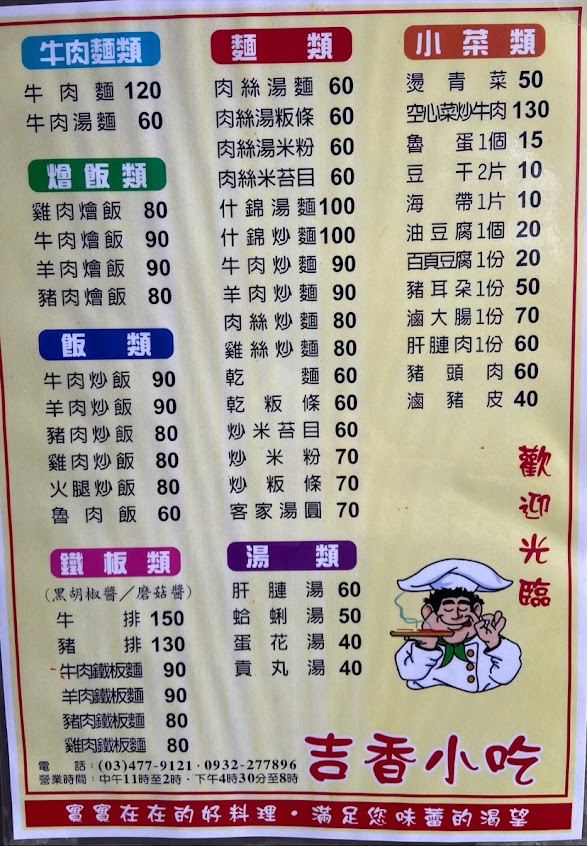 牛肉麵類
牛肉麵 120
牛肉湯麵 60
燴飯類
雞肉燴飯 80
牛肉燴飯 90
羊肉燴飯 90
豬肉燴飯 80
飯類
牛肉炒飯 90
羊肉炒飯 90
豬肉炒飯 80
雞肉炒飯 80
火腿炒飯 80
魯肉飯 60
鐵板類
(黑胡椒醬/磨菇醬)
牛排 150
豬排 130
牛肉鐵板麵 90
羊肉鐵板麵 90
豬肉鐵板麵 80
雞肉鐵板麵 80
麵類
肉絲湯麵 60
肉絲湯粄條 60
肉絲湯米粉 60
肉絲米苔目 60
什錦湯麵 100
什錦炒麵 100
牛肉炒麵 90
羊肉炒麵 90
肉絲炒麵 80
雞絲炒麵 80
乾麵 60
乾粄條 60
炒米苔目 60
炒米粉 70
炒粄條 70
客家湯圓 70
湯類
肝膻湯 60
蛤蜊湯 50
蛋花湯 40
貢丸湯 40
小菜類
燙青菜 50
空心菜炒牛肉 130
魯蛋1個 15
豆干2片 10
海帶1片 10
油豆腐1個 20
百頁豆腐1份 20
豬耳朵1份 50
滷大腸1份 70
肝膻肉1份 60
豬頭肉 60
滷豬皮 40
歡迎光臨
電話:(03)477-9121·0932-277896
營業時間:中午11時至2時·下午4時30分至8時
吉香小吃
實實在在的好料理·滿足您味蕾的渴望